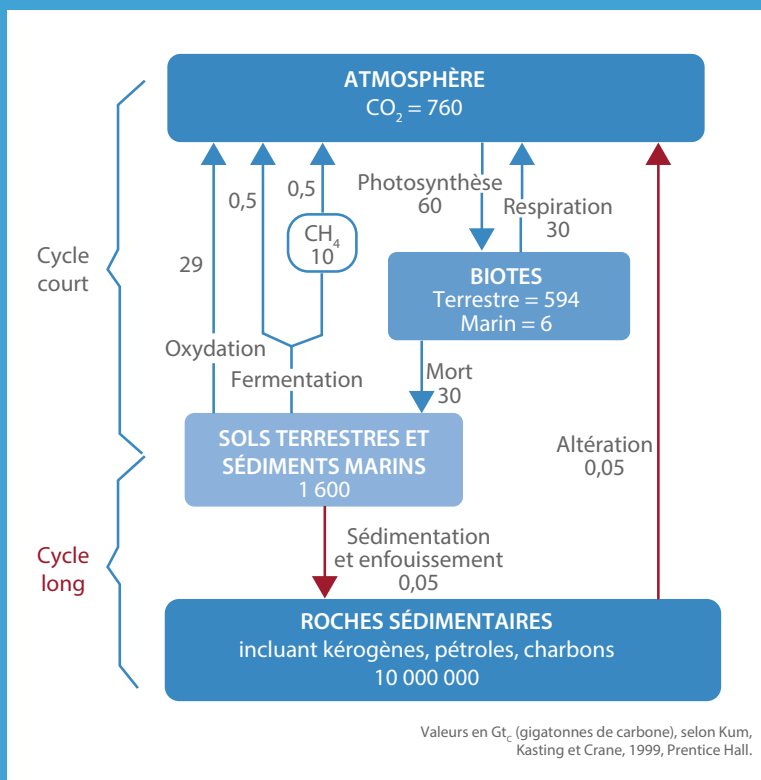 ATMOSPHÈRE
CO₂ = 760
Photosynthèse
60
Respiration
30
0,5
0,5
CH₄
10
29
Cycle
court
BIOTES
Terrestre = 594
Marin = 6
Oxydation
Fermentation
Mort
30
SOLS TERRESTRES ET
SÉDIMENTS MARINS
1 600
Altération
0,05
Cycle
long
Sédimentation
et enfouissement
0,05
ROCHES SÉDIMENTAIRES
incluant kérogènes, pétroles, charbons
10 000 000
Valeurs en Gt꜀ (gigatonnes de carbone), selon Kum,
Kasting et Crane, 1999, Prentice Hall.